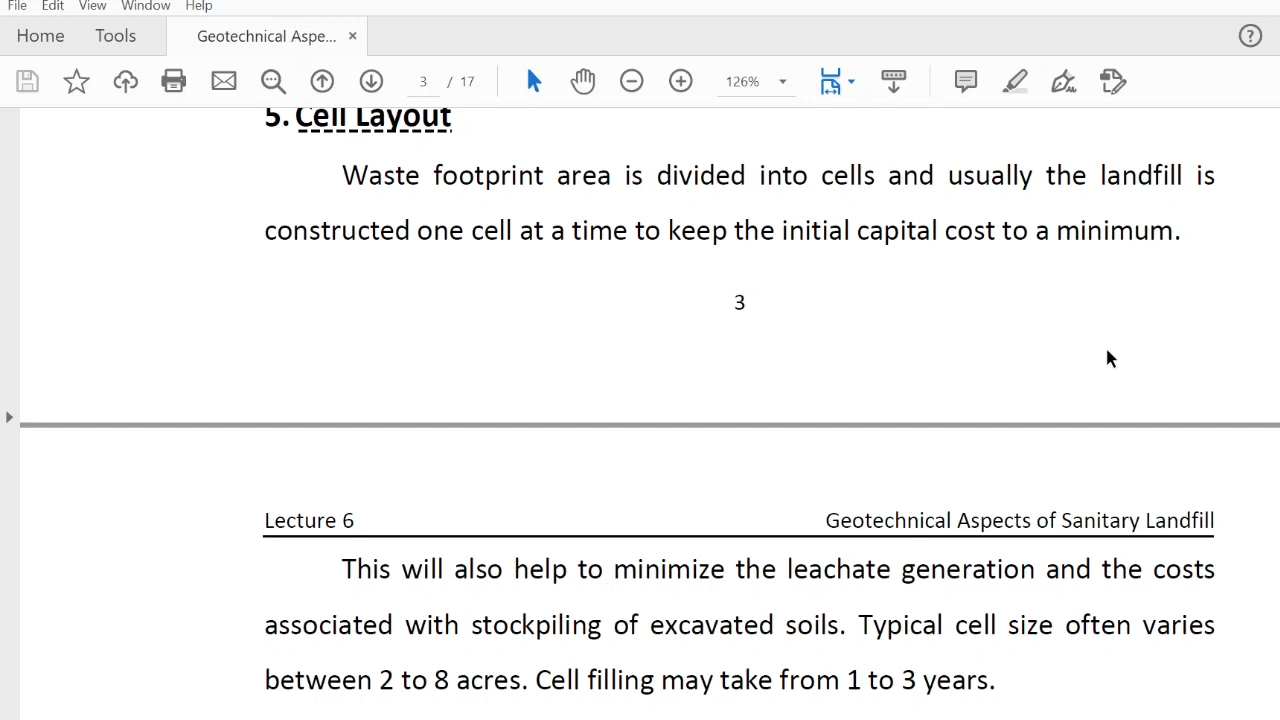 File Edit View Window Help
Home Tools Geotechnical Aspe... ×
3 / 17 126%
5. Cell Layout
Waste footprint area is divided into cells and usually the landfill is
constructed one cell at a time to keep the initial capital cost to a minimum.
3
Lecture 6 Geotechnical Aspects of Sanitary Landfill
This will also help to minimize the leachate generation and the costs
associated with stockpiling of excavated soils. Typical cell size often varies
between 2 to 8 acres. Cell filling may take from 1 to 3 years.